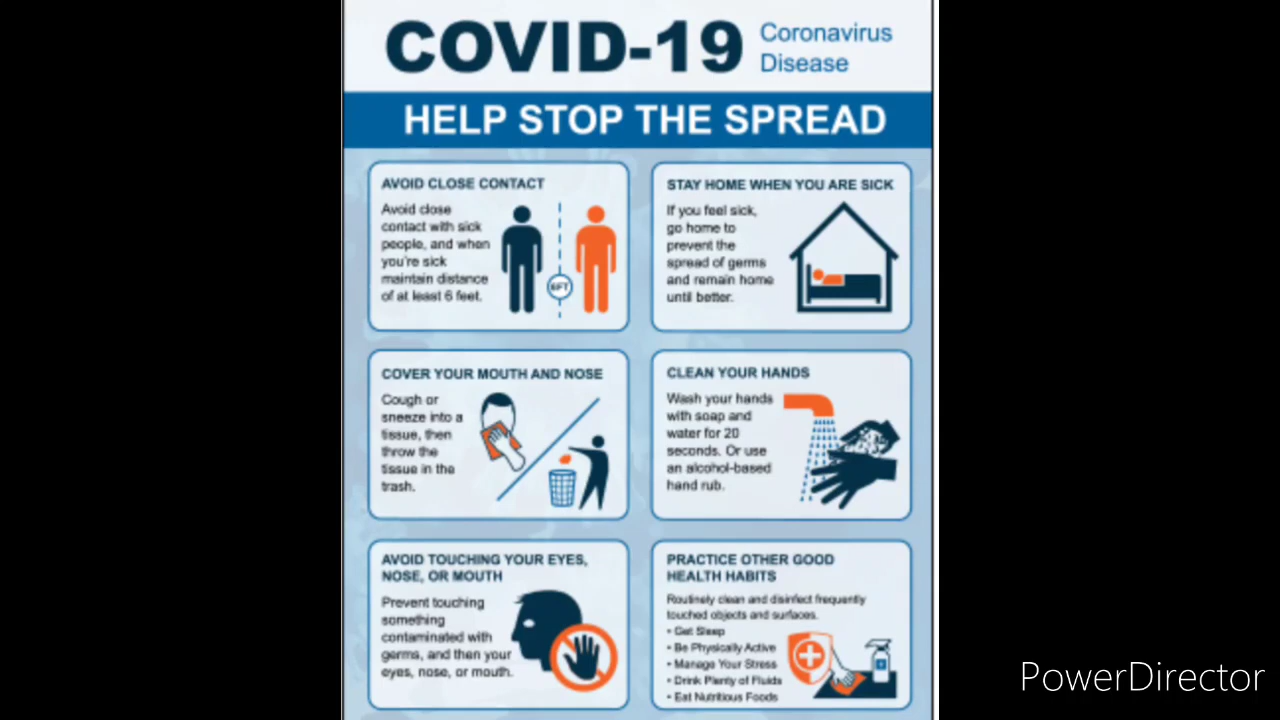 COVID-19
Coronavirus
Disease
HELP STOP THE SPREAD
AVOID CLOSE CONTACT
Avoid close
contact with sick
people, and when
you're sick
maintain distance
of at least 6 feet.
6FT
STAY HOME WHEN YOU ARE SICK
If you feel sick,
go home to
prevent the
spread of germs
and remain home
until better.
COVER YOUR MOUTH AND NOSE
Cough or
sneeze into a
tissue, then
throw the
tissue in the
trash.
CLEAN YOUR HANDS
Wash your hands
with soap and
water for 20
seconds. Or use
an alcohol-based
hand rub.
AVOID TOUCHING YOUR EYES,
NOSE, OR MOUTH
Prevent touching
something
contaminated with
germs, and then your
eyes, nose, or mouth.
PRACTICE OTHER GOOD
HEALTH HABITS
Routinely clean and disinfect frequently
touched objects and surfaces.
• Get Sleep
• Be Physically Active
• Manage Your Stress
• Drink Plenty of Fluids
• Eat Nutritious Foods
PowerDirector